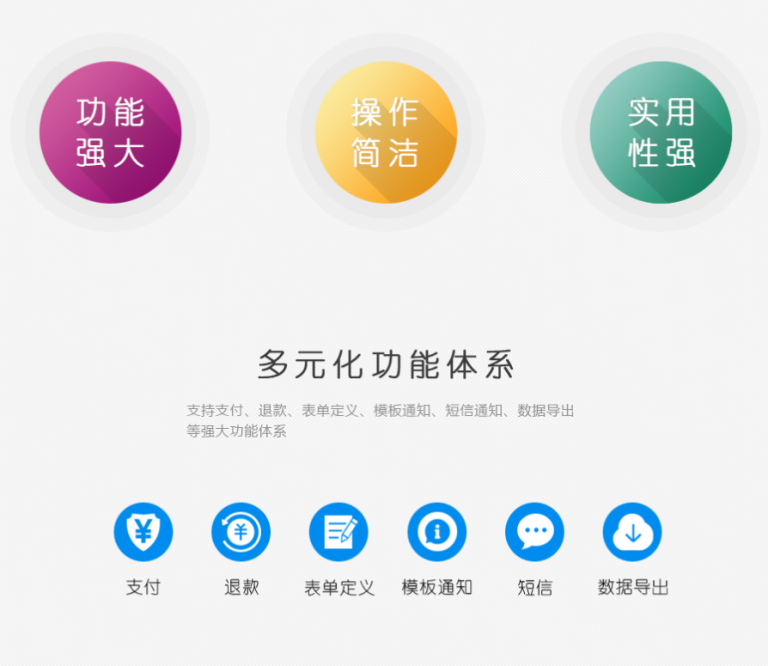 功能
强大
操作
简洁
实用
性强
多元化功能体系
支持支付、退款、表单定义、模板通知、短信通知、数据导出
等强大功能体系
支付
退款
表单定义
模板通知
短信
数据导出